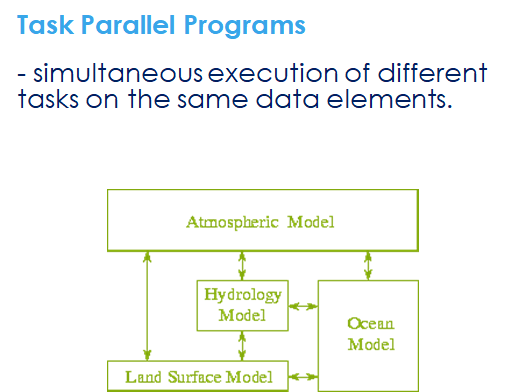 Task Parallel Programs
- simultaneous execution of different
tasks on the same data elements.
Atmospheric Model
Hydrology
Model
Ocean
Model
Land Surface Model